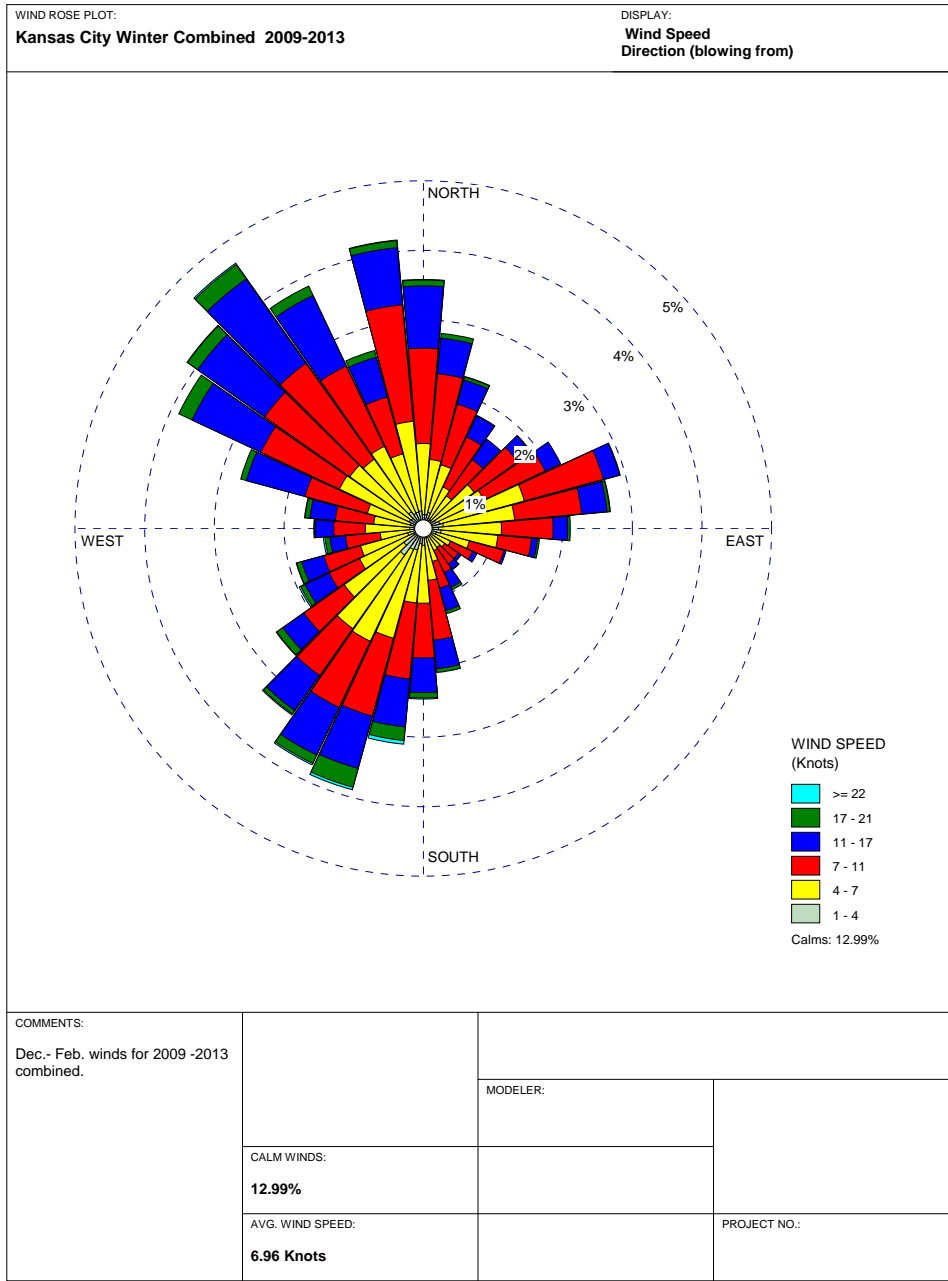 WIND ROSE PLOT:
Kansas City Winter Combined  2009-2013
DISPLAY:
Wind Speed
Direction (blowing from)
NORTH
5%
4%
3%
2%
1%
WEST
EAST
SOUTH
WIND SPEED
(Knots)
>= 22
17 - 21
11 - 17
7 - 11
4 - 7
1 - 4
Calms: 12.99%
COMMENTS:
Dec.- Feb. winds for 2009 -2013
combined.
MODELER:
CALM WINDS:
12.99%
AVG. WIND SPEED:
6.96 Knots
PROJECT NO.: